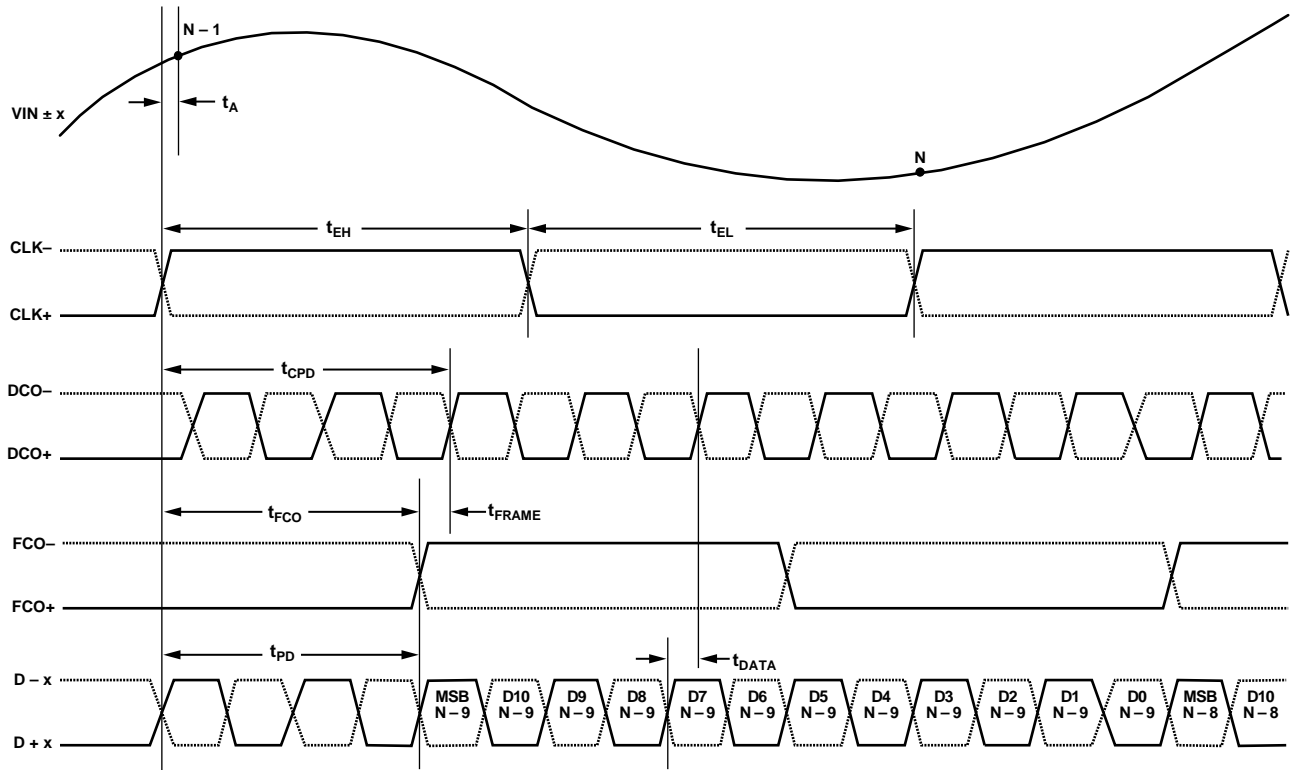 N – 1
t_A
VIN ± x
N
t_EH
t_EL
CLK–
CLK+
t_CPD
DCO–
DCO+
t_FCO
t_FRAME
FCO–
FCO+
t_PD
t_DATA
D – x
MSB D10 D9 D8 D7 D6 D5 D4 D3 D2 D1 D0 MSB D10
N – 9 N – 9 N – 9 N – 9 N – 9 N – 9 N – 9 N – 9 N – 9 N – 9 N – 9 N – 9 N – 8 N – 8
D + x